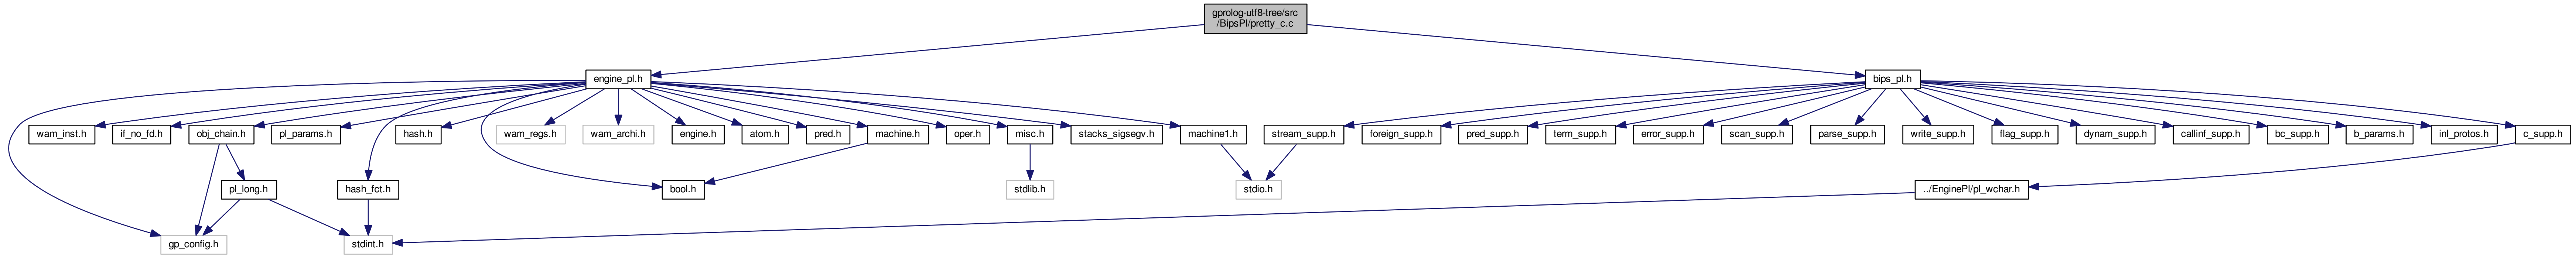 gprolog-utf8-tree/src
/BipsPl/pretty_c.c
engine_pl.h
bips_pl.h
wam_inst.h
if_no_fd.h
obj_chain.h
pl_params.h
hash.h
wam_regs.h
wam_archi.h
engine.h
atom.h
pred.h
machine.h
oper.h
misc.h
stacks_sigsegv.h
machine1.h
stream_supp.h
foreign_supp.h
pred_supp.h
term_supp.h
error_supp.h
scan_supp.h
parse_supp.h
write_supp.h
flag_supp.h
dynam_supp.h
callinf_supp.h
bc_supp.h
b_params.h
inl_protos.h
c_supp.h
pl_long.h
hash_fct.h
bool.h
stdlib.h
stdio.h
../EnginePl/pl_wchar.h
gp_config.h
stdint.h